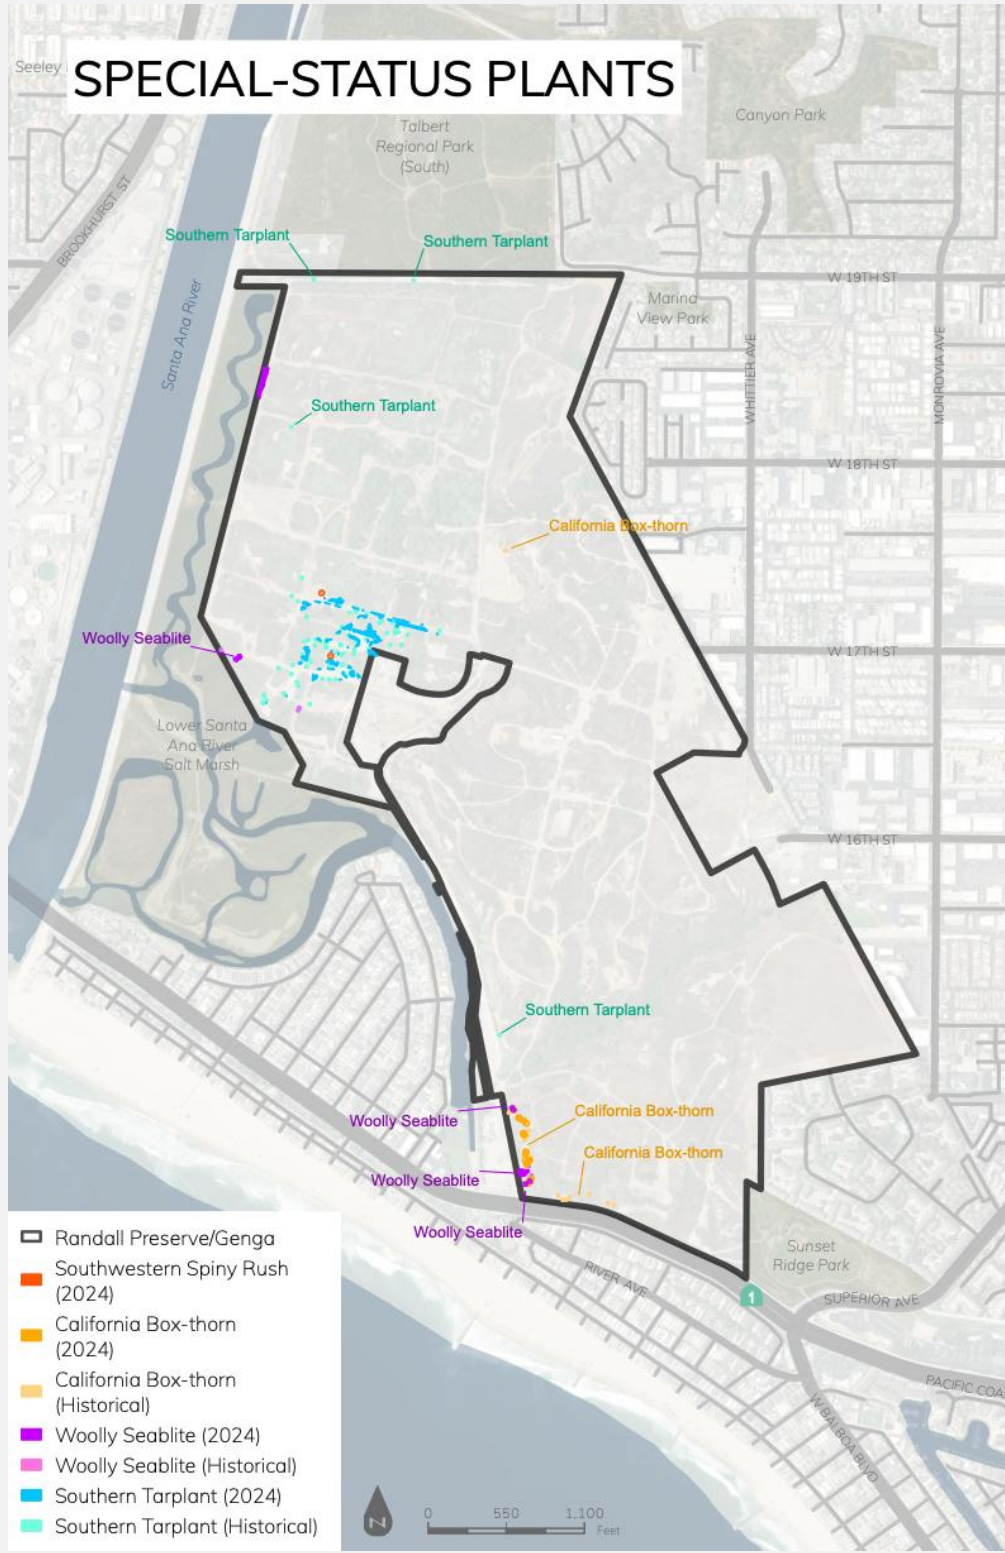 SPECIAL-STATUS PLANTS
Seeley
Talbert
Regional Park
(South)
Canyon Park
BROOKHURST ST
Southern Tarplant
Southern Tarplant
Santa Ana River
W 19TH ST
Marina
View Park
WHITTIER AVE
MONROVIA AVE
Southern Tarplant
W 18TH ST
California Box-thorn
Woolly Seablite
W 17TH ST
Lower Santa
Ana River
Salt Marsh
W 16TH ST
Southern Tarplant
Woolly Seablite
California Box-thorn
California Box-thorn
Woolly Seablite
Woolly Seablite
Sunset
Ridge Park
RIVER AVE
1
SUPERIOR AVE
PACIFIC COA
W BALBOA BLVD
Randall Preserve/Genga
Southwestern Spiny Rush
(2024)
California Box-thorn
(2024)
California Box-thorn
(Historical)
Woolly Seablite (2024)
Woolly Seablite (Historical)
Southern Tarplant (2024)
Southern Tarplant (Historical)
N
0 550 1,100
Feet